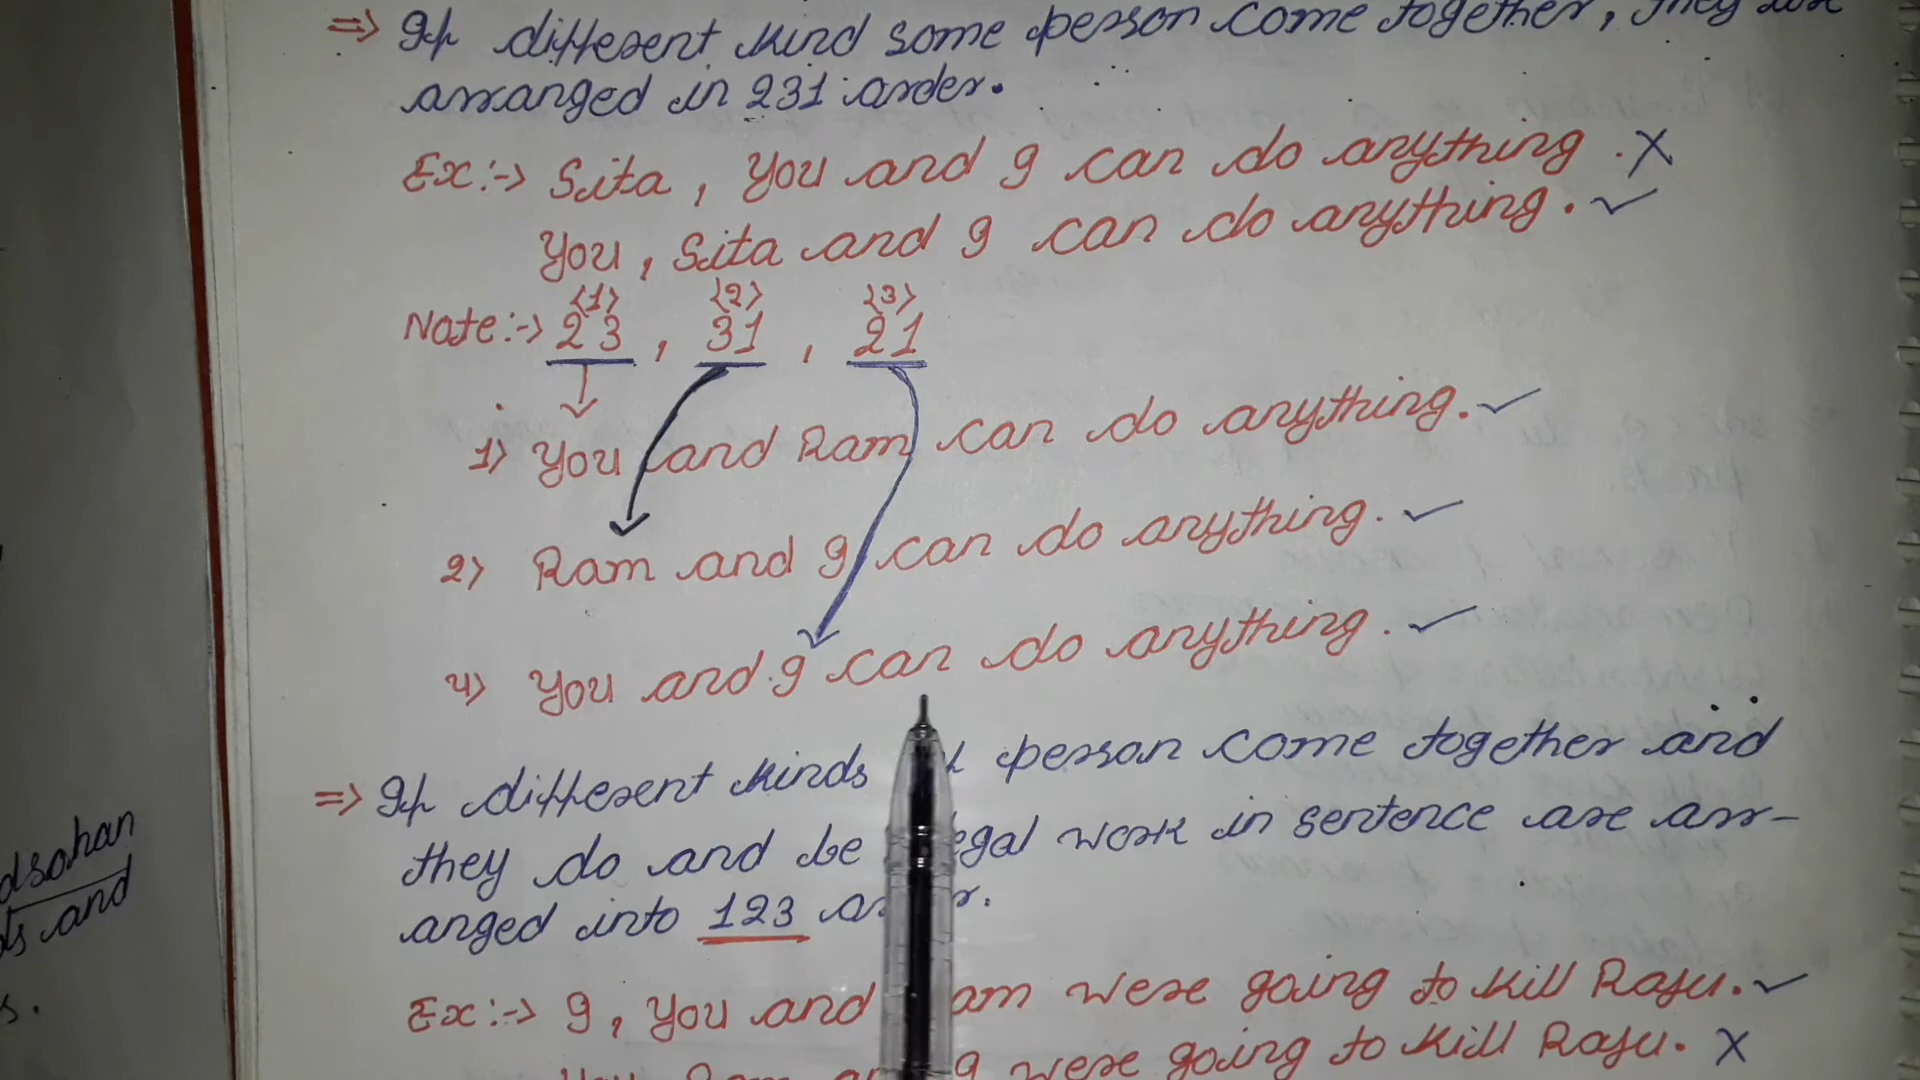 => If different kind some person come together, they are
arranged in 231 order.
Ex:-> Sita, You and I can do anything. X
You, Sita and I can do anything. ✓
<1> <2> <3>
Note:-> 23, 31, 21
1) You and Ram can do anything. ✓
2) Ram and I can do anything. ✓
4) You and I can do anything. ✓
=> If different kinds person come together and
they do and be work in sentence are arr-
anged into 123
Ex:-> I, You and were going to kill Raju. ✓
I were going to kill Raju. X
and